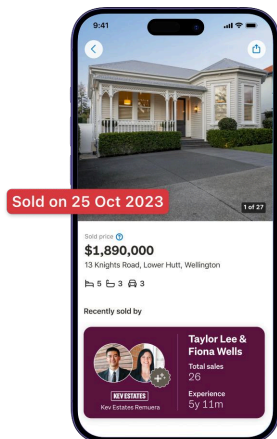 9:41
Sold on 25 Oct 2023
1 of 27
Sold price ?
$1,890,000
13 Knights Road, Lower Hutt, Wellington
5 3 3
Recently sold by
Taylor Lee &
Fiona Wells
Total sales
26
Experience
5y 11m
KEV ESTATES
Kev Estates Remuera